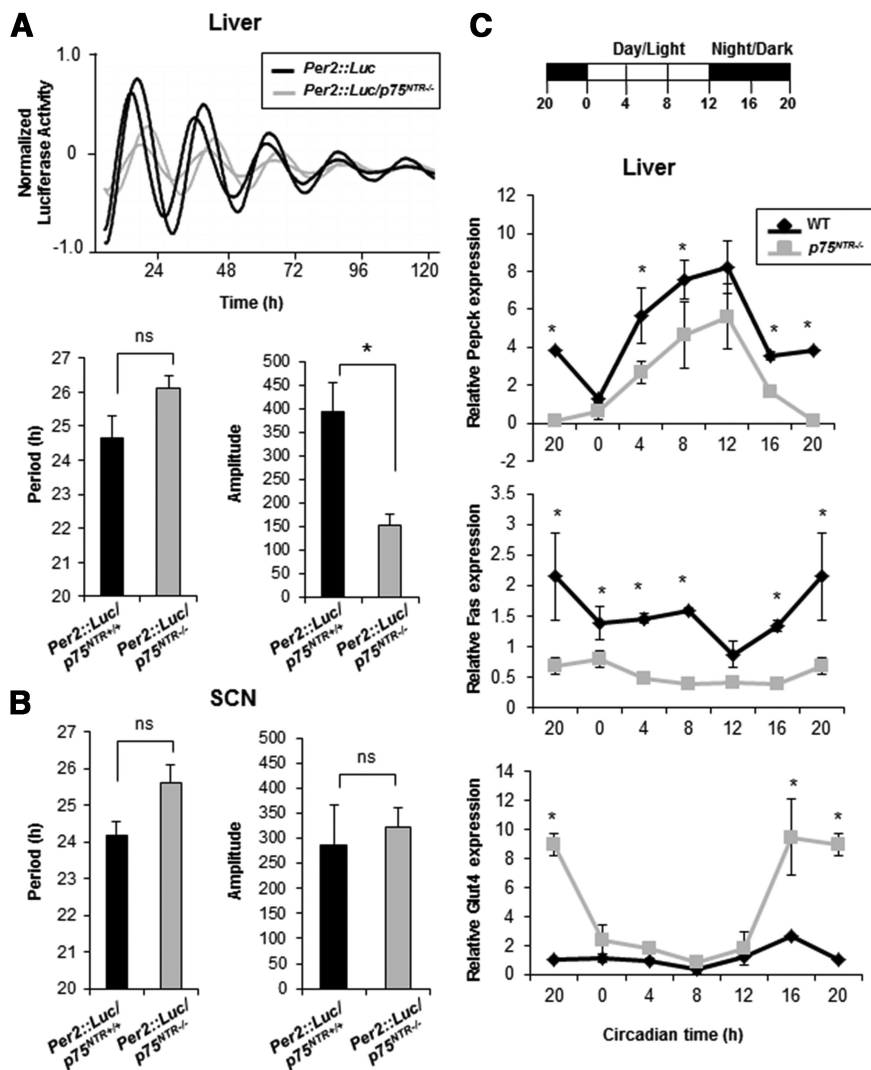 A
Liver
Normalized
Luciferase Activity
1.0
0
-1.0
Per2::Luc
Per2::Luc/p75NTR-/-
24 48 72 96 120
Time (h)
Period (h)
27
26
25
24
23
22
21
20
ns
Per2::Luc/
p75NTR+/+
Per2::Luc/
p75NTR-/-
Amplitude
500
450
400
350
300
250
200
150
100
50
0
*
Per2::Luc/
p75NTR+/+
Per2::Luc/
p75NTR-/-
B
SCN
Period (h)
27
26
25
24
23
22
21
20
ns
Per2::Luc/
p75NTR+/+
Per2::Luc/
p75NTR-/-
Amplitude
500
450
400
350
300
250
200
150
100
50
0
ns
Per2::Luc/
p75NTR+/+
Per2::Luc/
p75NTR-/-
C
Day/Light Night/Dark
20 0 4 8 12 16 20
Liver
WT
p75NTR-/-
Relative Pepck expression
12
10
8
6
4
2
0
-2
* * * * *
20 0 4 8 12 16 20
Relative Fas expression
3.5
3
2.5
2
1.5
1
0.5
0
* * * * * *
20 0 4 8 12 16 20
Relative Glut4 expression
14
12
10
8
6
4
2
0
* * *
20 0 4 8 12 16 20
Circadian time (h)